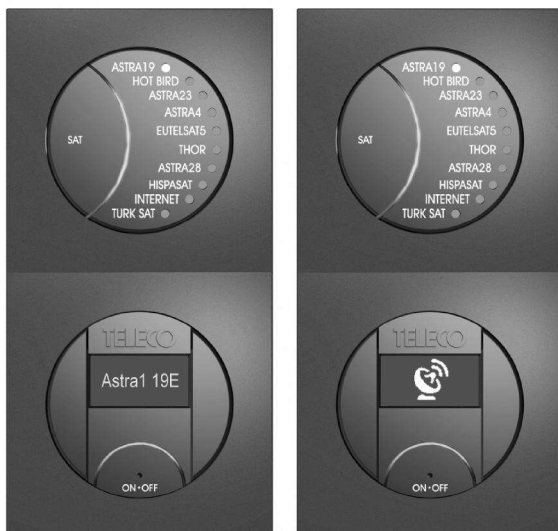 ASTRA19
HOT BIRD
ASTRA23
ASTRA4
SAT
EUTELSAT5
THOR
ASTRA28
HISPASAT
INTERNET
TURK SAT
TELECO
Astra1 19E
ON•OFF
ASTRA19
HOT BIRD
ASTRA23
ASTRA4
SAT
EUTELSAT5
THOR
ASTRA28
HISPASAT
INTERNET
TURK SAT
TELECO
ON•OFF